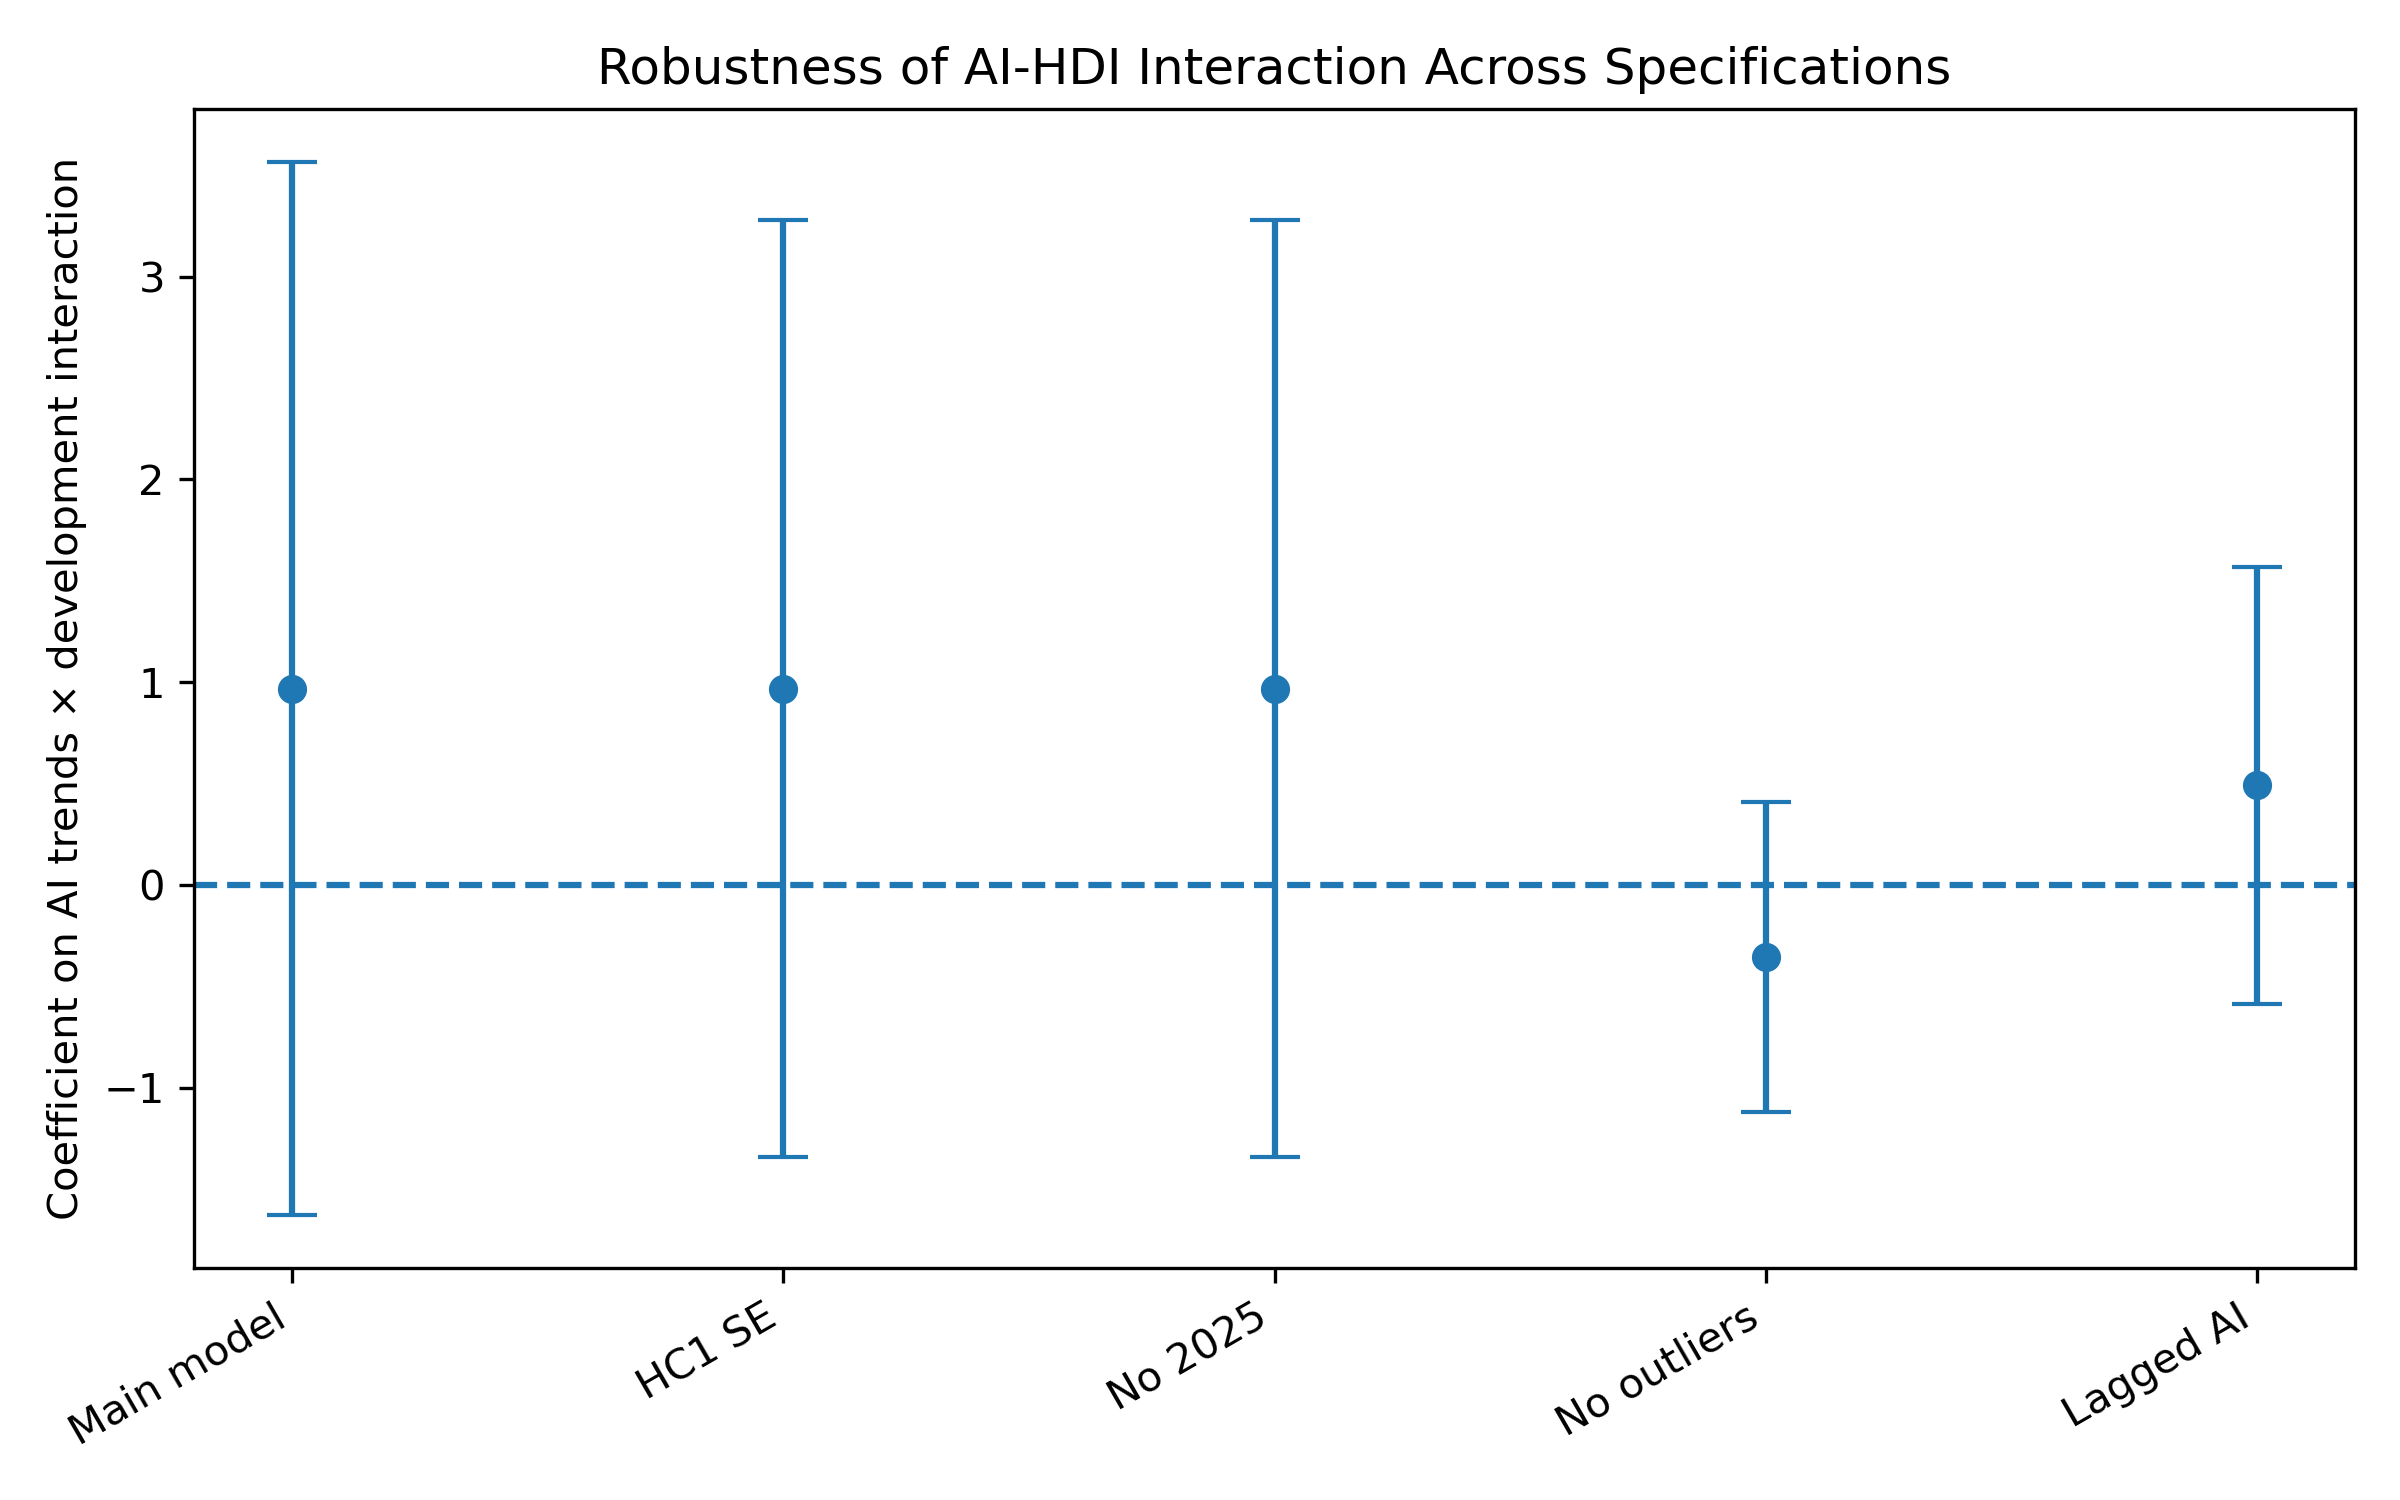 Robustness of AI-HDI Interaction Across Specifications
Coefficient on AI trends × development interaction
3
2
1
0
−1
Main model
HC1 SE
No 2025
No outliers
Lagged AI